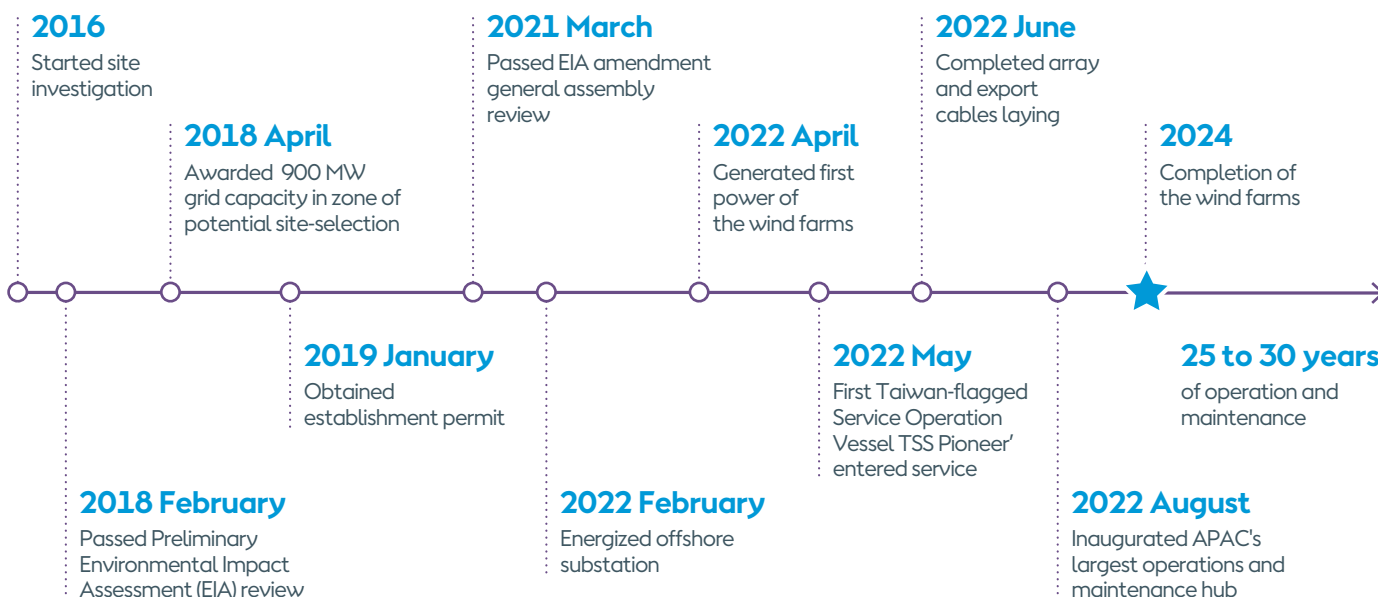 2016
Started site
investigation
2018 February
Passed Preliminary
Environmental Impact
Assessment (EIA) review
2018 April
Awarded 900 MW
grid capacity in zone of
potential site-selection
2019 January
Obtained
establishment permit
2021 March
Passed EIA amendment
general assembly
review
2022 February
Energized offshore
substation
2022 April
Generated first
power of
the wind farms
2022 May
First Taiwan-flagged
Service Operation
Vessel TSS Pioneer'
entered service
2022 June
Completed array
and export
cables laying
2022 August
Inaugurated APAC's
largest operations and
maintenance hub
2024
Completion of
the wind farms
25 to 30 years
of operation and
maintenance